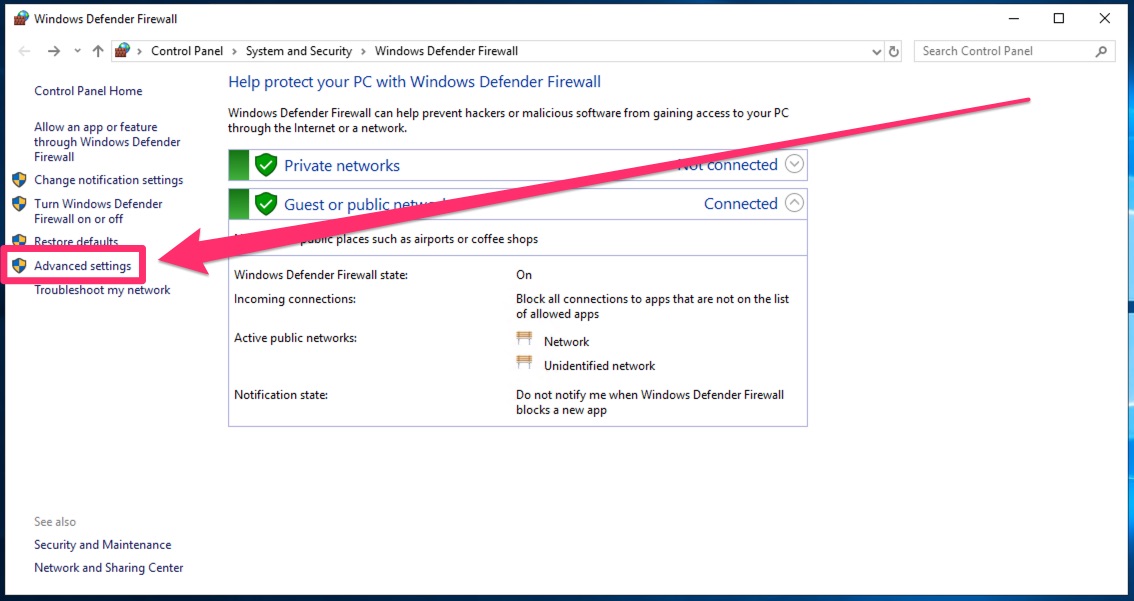 Windows Defender Firewall
Control Panel > System and Security > Windows Defender Firewall
Search Control Panel
Control Panel Home
Allow an app or feature
through Windows Defender
Firewall
Change notification settings
Turn Windows Defender
Firewall on or off
Restore defaults
Advanced settings
Troubleshoot my network
See also
Security and Maintenance
Network and Sharing Center
Help protect your PC with Windows Defender Firewall
Windows Defender Firewall can help prevent hackers or malicious software from gaining access to your PC
through the Internet or a network.
Private networks
Not connected
Guest or public
Connected
public places such as airports or coffee shops
Windows Defender Firewall state:
On
Incoming connections:
Block all connections to apps that are not on the list
of allowed apps
Active public networks:
Network
Unidentified network
Notification state:
Do not notify me when Windows Defender Firewall
blocks a new app